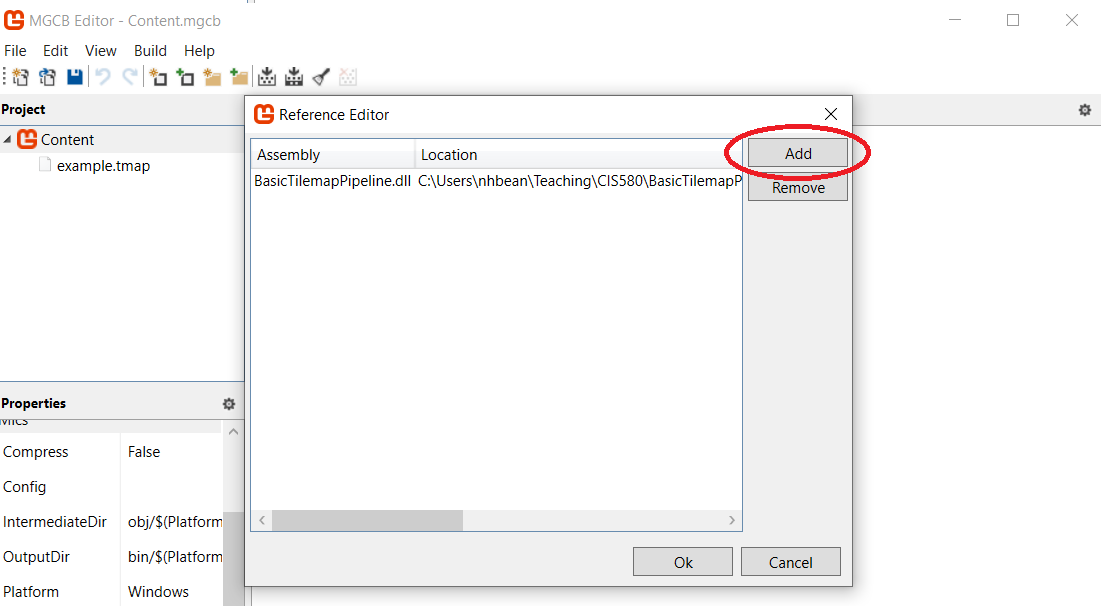 MGCB Editor - Content.mgcb
File Edit View Build Help
Project
Content
example.tmap
Reference Editor
Assembly Location
BasicTilemapPipeline.dll C:\Users\nhbean\Teaching\CIS580\BasicTilemapP
Add
Remove
Ok Cancel
Properties
Mics
Compress False
Config
IntermediateDir obj/$(Platform
OutputDir bin/$(Platform
Platform Windows